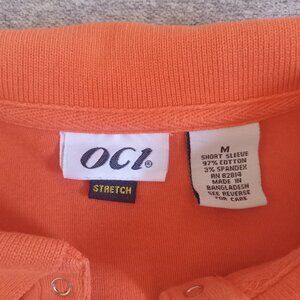 OCI®
STRETCH
M
SHORT SLEEVE
97% COTTON
3% SPANDEX
RN 82814
MADE IN
BANGLADESH
SEE REVERSE
FOR CARE